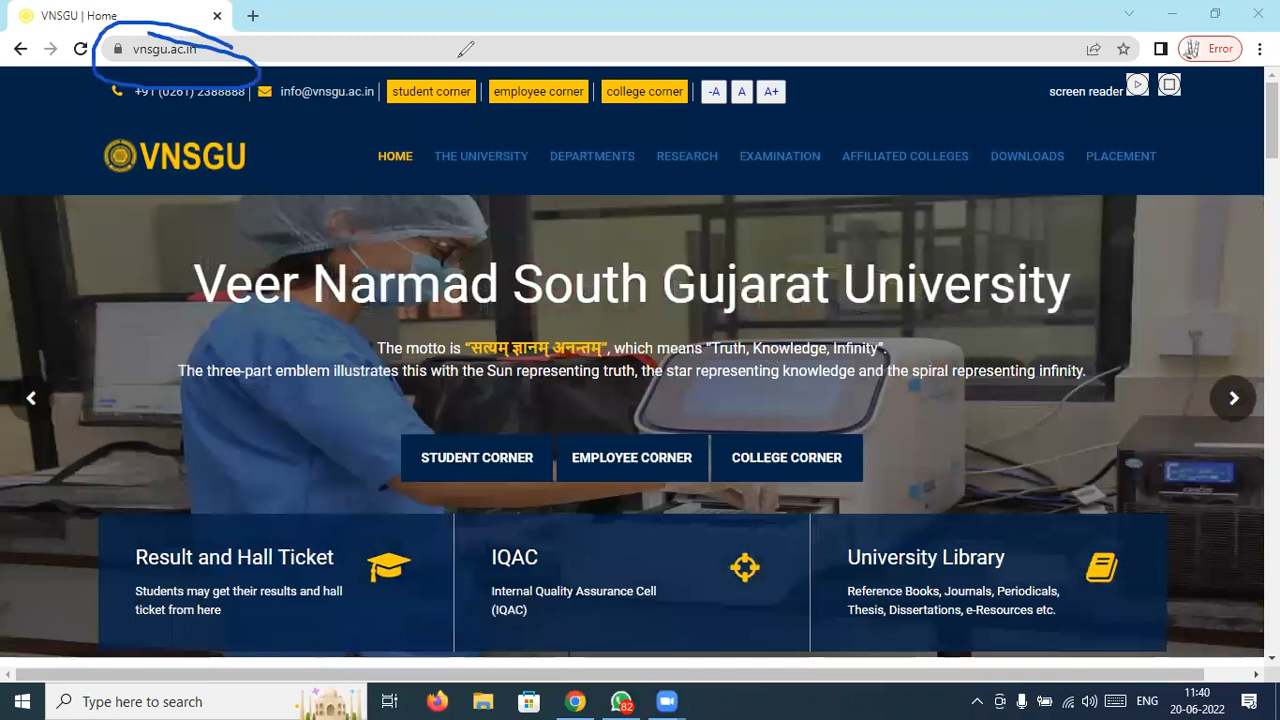 VNSGU | Home
vnsgu.ac.in
Error
+91 (0261) 2388888
info@vnsgu.ac.in
student corner
employee corner
college corner
-A
A
A+
screen reader
VNSGU
HOME
THE UNIVERSITY
DEPARTMENTS
RESEARCH
EXAMINATION
AFFILIATED COLLEGES
DOWNLOADS
PLACEMENT
Veer Narmad South Gujarat University
The motto is “सत्यम् ज्ञानम् अनन्तम्”, which means “Truth, Knowledge, Infinity”
The three-part emblem illustrates this with the Sun representing truth, the star representing knowledge and the spiral representing infinity.
STUDENT CORNER
EMPLOYEE CORNER
COLLEGE CORNER
Result and Hall Ticket
Students may get their results and hall
ticket from here
IQAC
Internal Quality Assurance Cell
(IQAC)
University Library
Reference Books, Journals, Periodicals,
Thesis, Dissertations, e-Resources etc.
Type here to search
82
ENG
11:40
20-06-2022